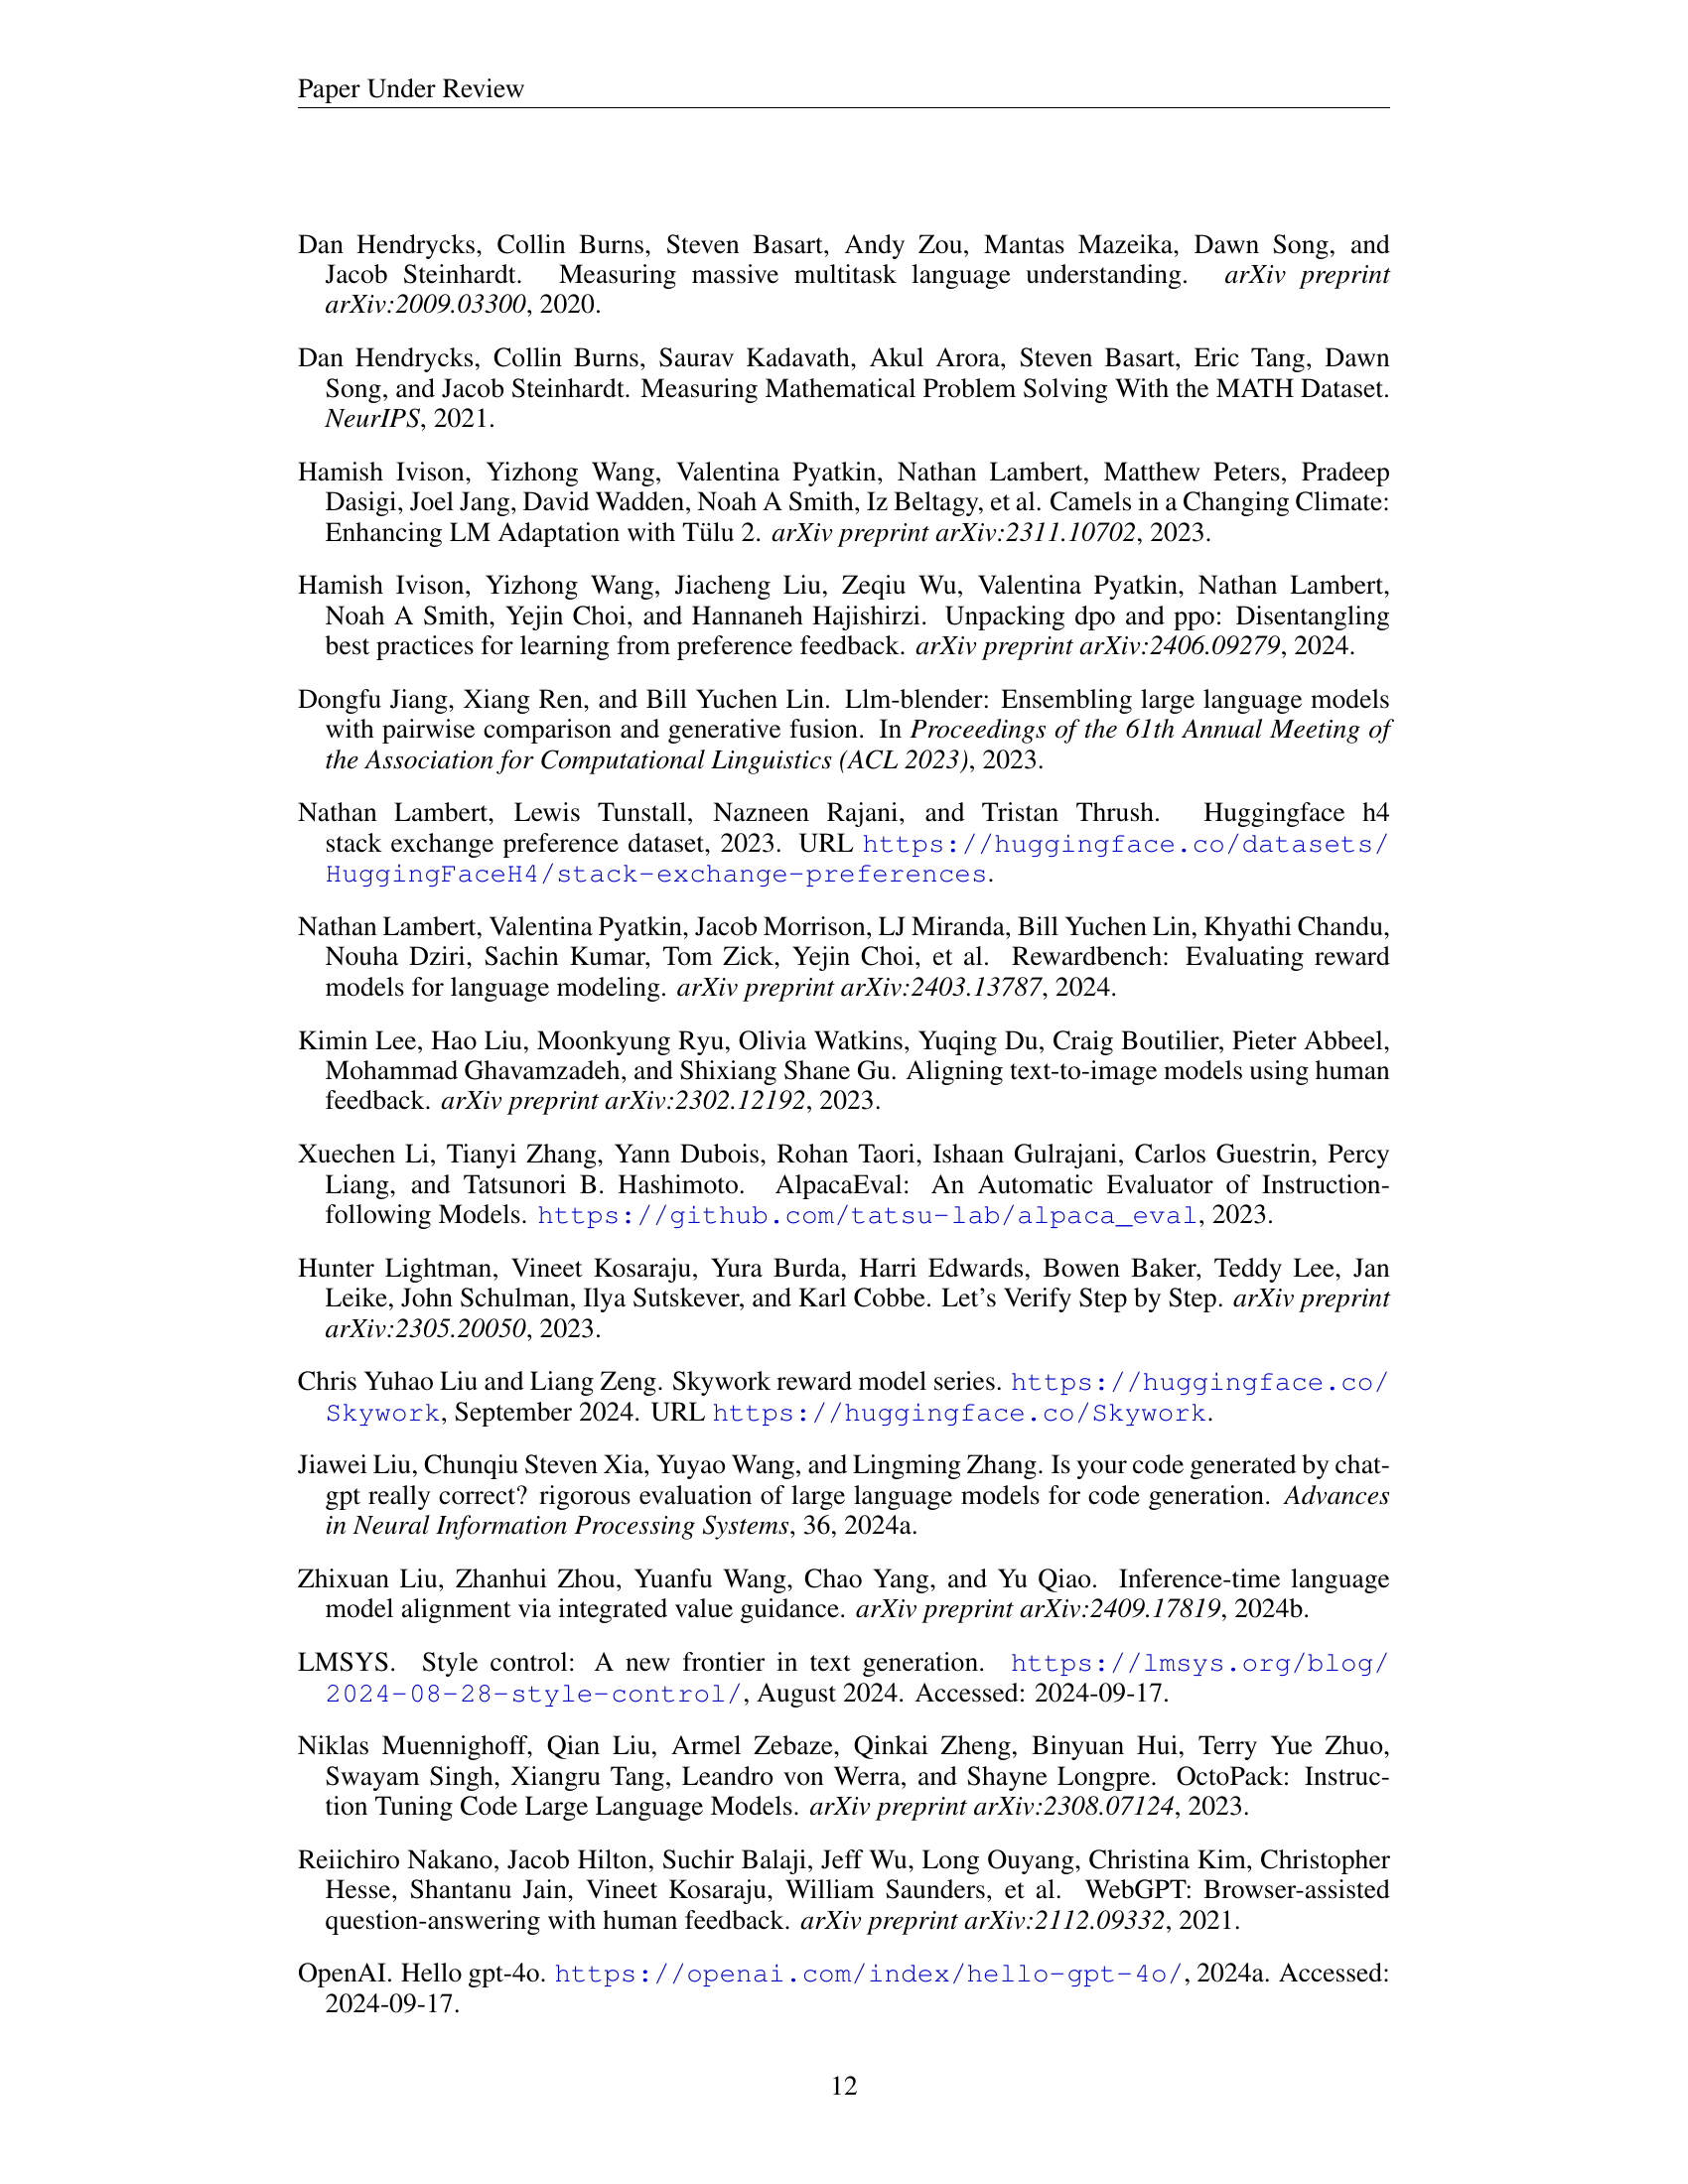 Paper Under Review
Dan Hendrycks, Collin Burns, Steven Basart, Andy Zou, Mantas Mazeika, Dawn Song, and
Jacob Steinhardt. Measuring massive multitask language understanding. arXiv preprint
arXiv:2009.03300, 2020.
Dan Hendrycks, Collin Burns, Saurav Kadavath, Akul Arora, Steven Basart, Eric Tang, Dawn
Song, and Jacob Steinhardt. Measuring Mathematical Problem Solving With the MATH Dataset.
NeurIPS, 2021.
Hamish Ivison, Yizhong Wang, Valentina Pyatkin, Nathan Lambert, Matthew Peters, Pradeep
Dasigi, Joel Jang, David Wadden, Noah A Smith, Iz Beltagy, et al. Camels in a Changing Climate:
Enhancing LM Adaptation with Tülu 2. arXiv preprint arXiv:2311.10702, 2023.
Hamish Ivison, Yizhong Wang, Jiacheng Liu, Zeqiu Wu, Valentina Pyatkin, Nathan Lambert,
Noah A Smith, Yejin Choi, and Hannaneh Hajishirzi. Unpacking dpo and ppo: Disentangling
best practices for learning from preference feedback. arXiv preprint arXiv:2406.09279, 2024.
Dongfu Jiang, Xiang Ren, and Bill Yuchen Lin. Llm-blender: Ensembling large language models
with pairwise comparison and generative fusion. In Proceedings of the 61th Annual Meeting of
the Association for Computational Linguistics (ACL 2023), 2023.
Nathan Lambert, Lewis Tunstall, Nazneen Rajani, and Tristan Thrush. Huggingface h4
stack exchange preference dataset, 2023. URL https://huggingface.co/datasets/
HuggingFaceH4/stack-exchange-preferences.
Nathan Lambert, Valentina Pyatkin, Jacob Morrison, LJ Miranda, Bill Yuchen Lin, Khyathi Chandu,
Nouha Dziri, Sachin Kumar, Tom Zick, Yejin Choi, et al. Rewardbench: Evaluating reward
models for language modeling. arXiv preprint arXiv:2403.13787, 2024.
Kimin Lee, Hao Liu, Moonkyung Ryu, Olivia Watkins, Yuqing Du, Craig Boutilier, Pieter Abbeel,
Mohammad Ghavamzadeh, and Shixiang Shane Gu. Aligning text-to-image models using human
feedback. arXiv preprint arXiv:2302.12192, 2023.
Xuechen Li, Tianyi Zhang, Yann Dubois, Rohan Taori, Ishaan Gulrajani, Carlos Guestrin, Percy
Liang, and Tatsunori B. Hashimoto. AlpacaEval: An Automatic Evaluator of Instruction-
following Models. https://github.com/tatsu-lab/alpaca_eval, 2023.
Hunter Lightman, Vineet Kosaraju, Yura Burda, Harri Edwards, Bowen Baker, Teddy Lee, Jan
Leike, John Schulman, Ilya Sutskever, and Karl Cobbe. Let's Verify Step by Step. arXiv preprint
arXiv:2305.20050, 2023.
Chris Yuhao Liu and Liang Zeng. Skywork reward model series. https://huggingface.co/
Skywork, September 2024. URL https://huggingface.co/Skywork.
Jiawei Liu, Chunqiu Steven Xia, Yuyao Wang, and Lingming Zhang. Is your code generated by chat-
gpt really correct? rigorous evaluation of large language models for code generation. Advances
in Neural Information Processing Systems, 36, 2024a.
Zhixuan Liu, Zhanhui Zhou, Yuanfu Wang, Chao Yang, and Yu Qiao. Inference-time language
model alignment via integrated value guidance. arXiv preprint arXiv:2409.17819, 2024b.
LMSYS. Style control: A new frontier in text generation. https://lmsys.org/blog/
2024-08-28-style-control/, August 2024. Accessed: 2024-09-17.
Niklas Muennighoff, Qian Liu, Armel Zebaze, Qinkai Zheng, Binyuan Hui, Terry Yue Zhuo,
Swayam Singh, Xiangru Tang, Leandro von Werra, and Shayne Longpre. OctoPack: Instruc-
tion Tuning Code Large Language Models. arXiv preprint arXiv:2308.07124, 2023.
Reiichiro Nakano, Jacob Hilton, Suchir Balaji, Jeff Wu, Long Ouyang, Christina Kim, Christopher
Hesse, Shantanu Jain, Vineet Kosaraju, William Saunders, et al. WebGPT: Browser-assisted
question-answering with human feedback. arXiv preprint arXiv:2112.09332, 2021.
OpenAI. Hello gpt-4o. https://openai.com/index/hello-gpt-4o/, 2024a. Accessed:
2024-09-17.
12